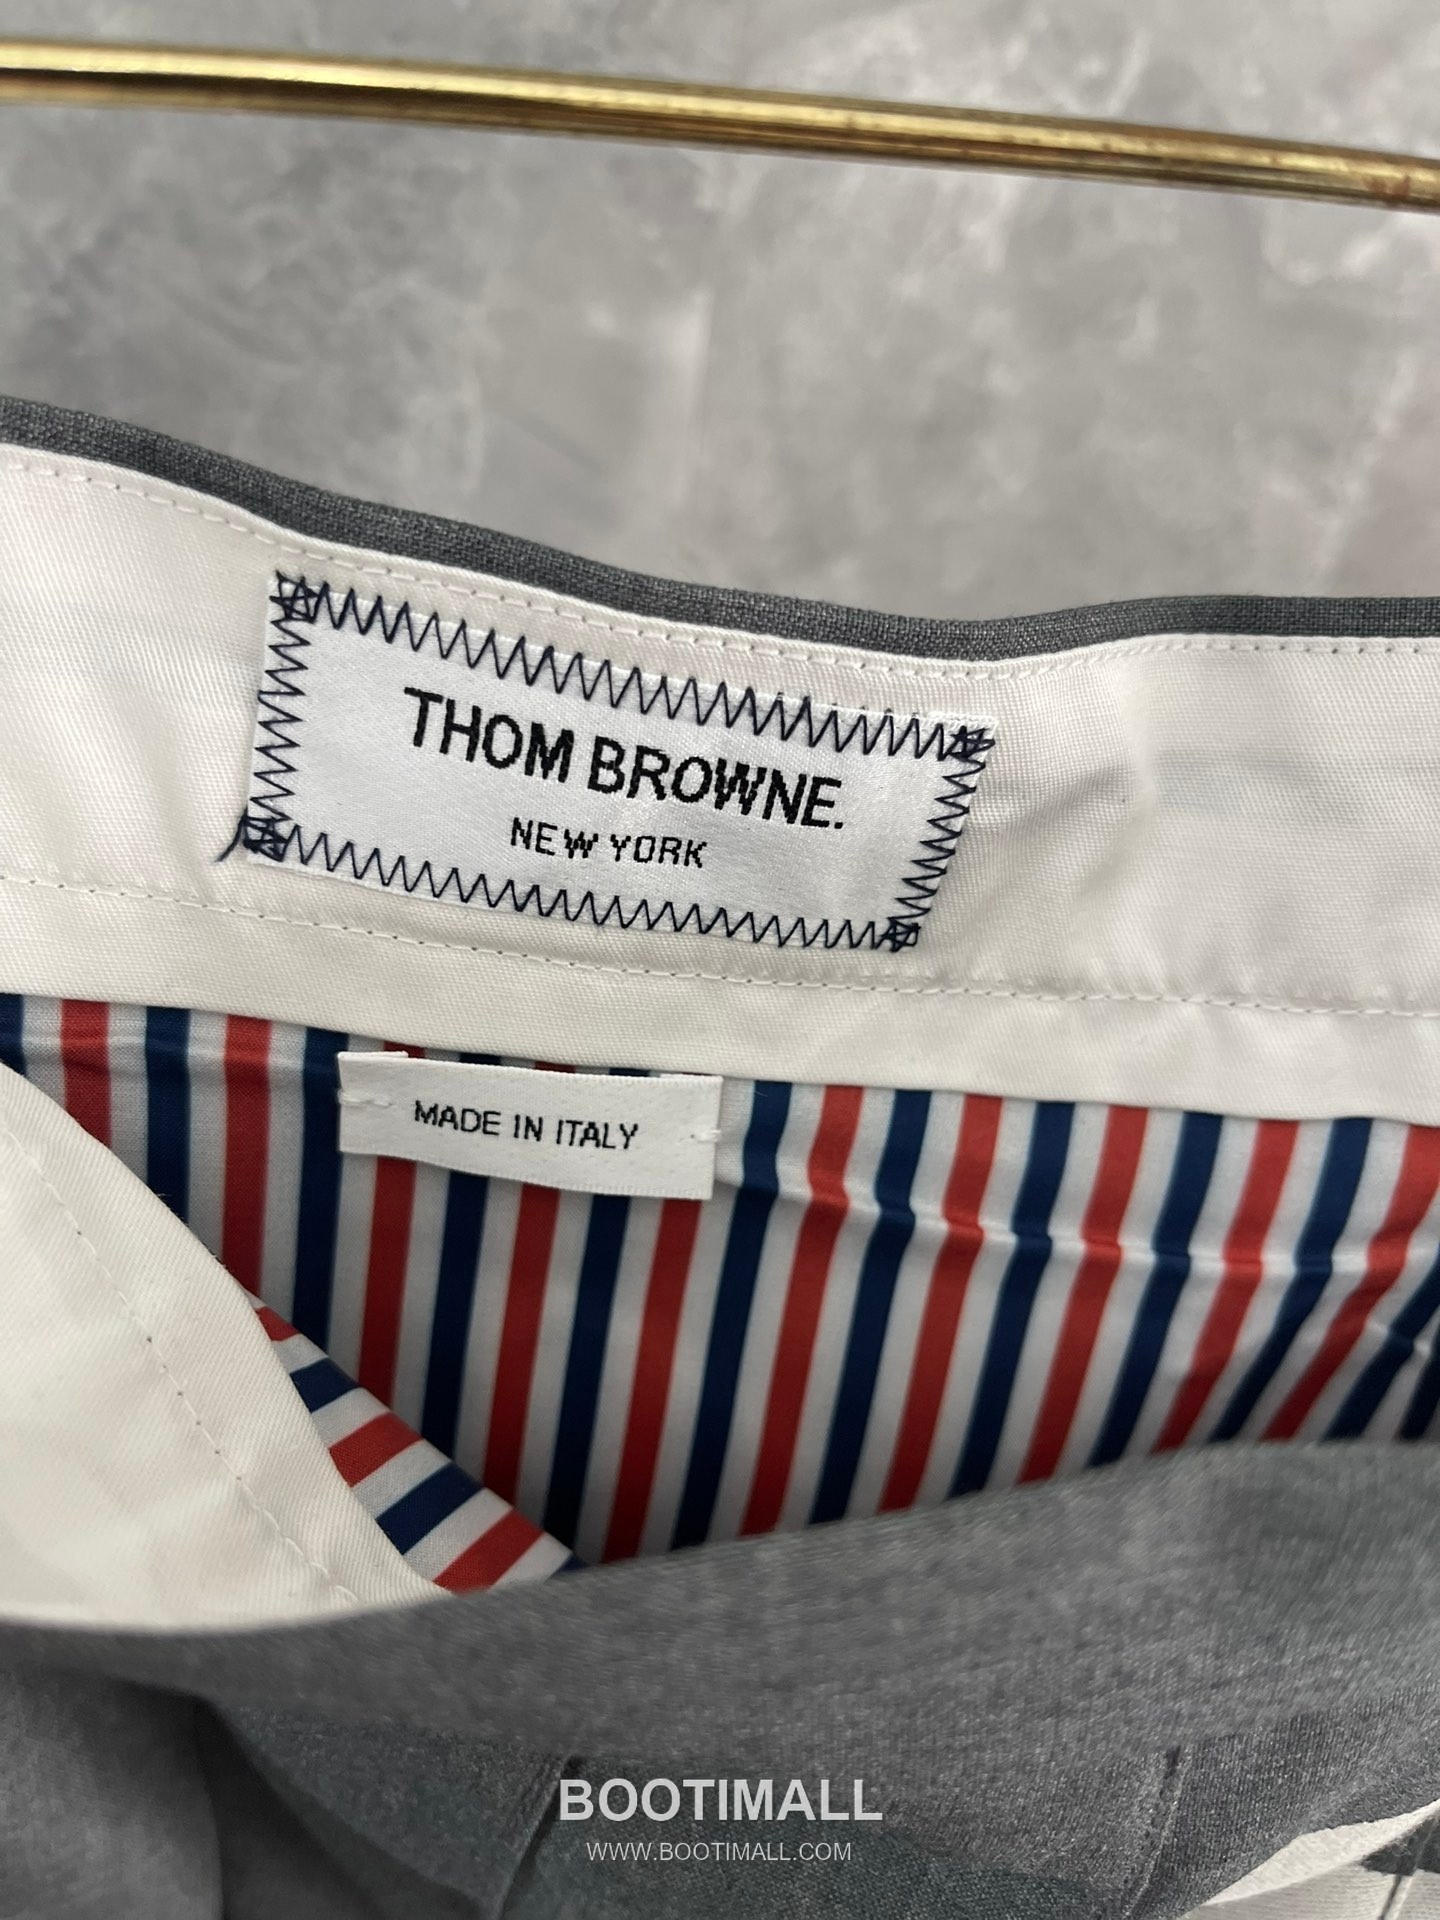 THOM BROWNE.
NEW YORK
MADE IN ITALY
BOOTIMALL
WWW.BOOTIMALL.COM